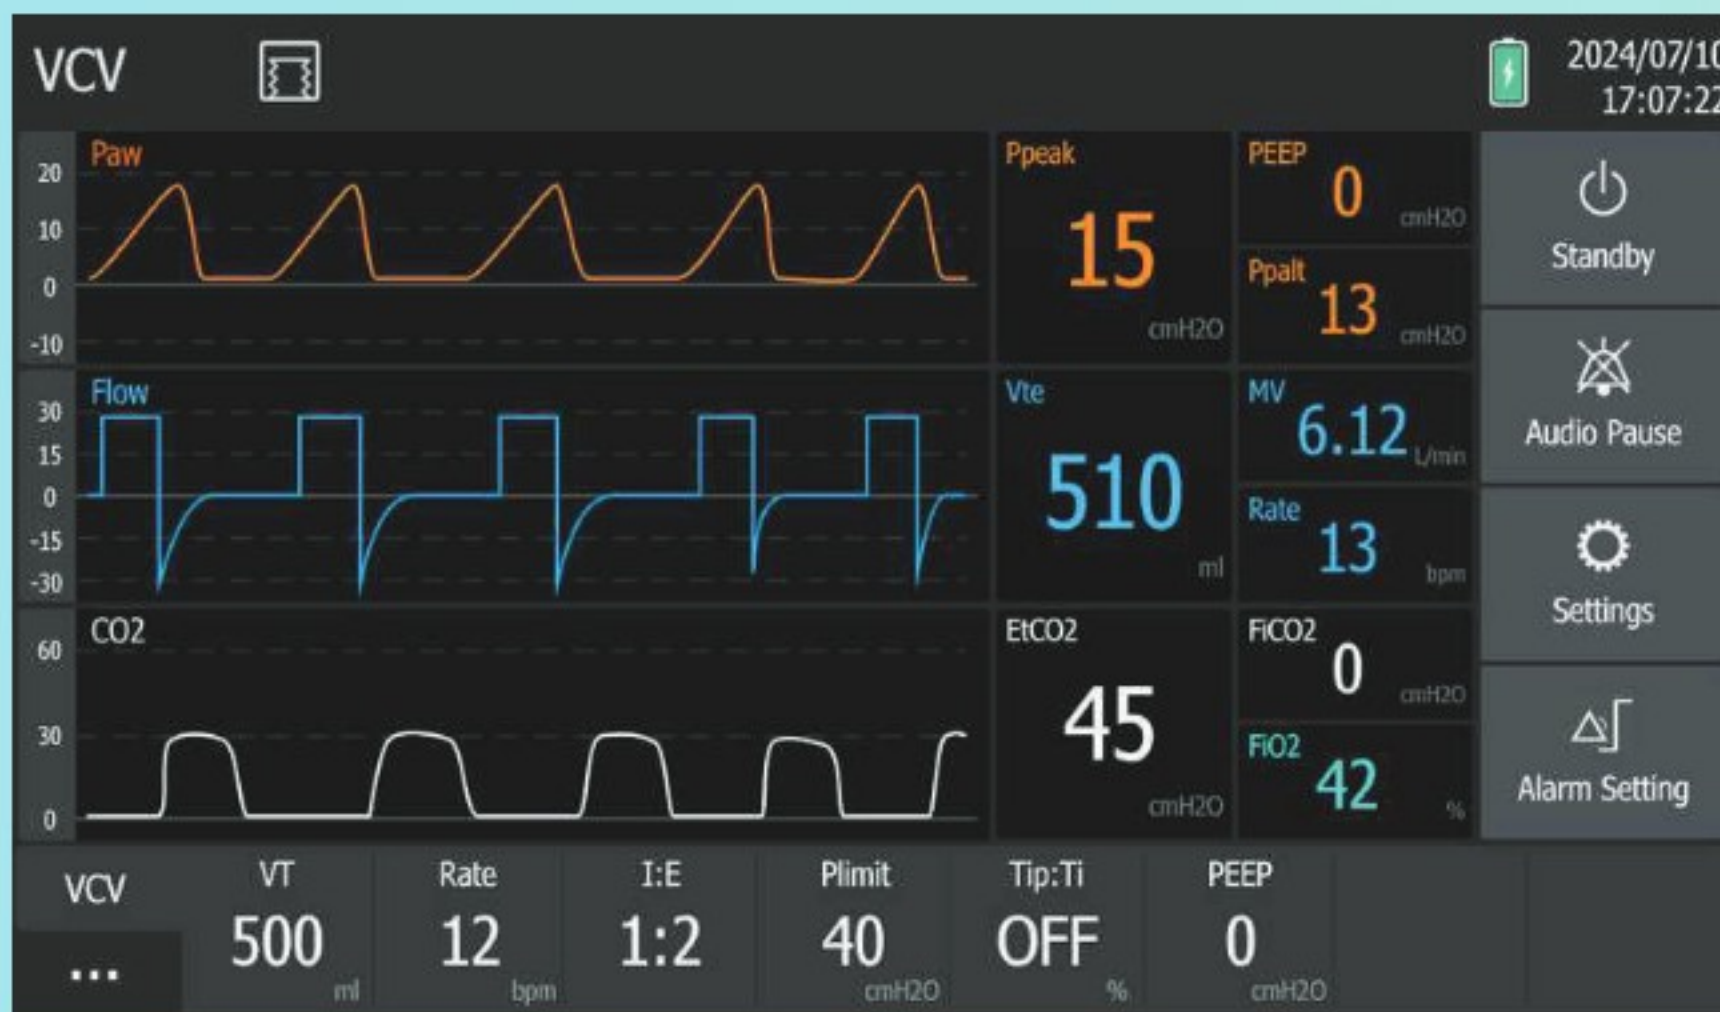 VCV
2024/07/10
17:07:22
Paw
20
10
0
-10
Ppeak
15
cmH2O
PEEP
0
cmH2O
Ppalt
13
cmH2O
Standby
Flow
30
15
0
-15
-30
Vte
510
ml
MV
6.12
L/min
Rate
13
bpm
Audio Pause
CO2
60
30
0
EtCO2
45
cmH2O
FiCO2
0
cmH2O
FiO2
42
%
Settings
Alarm Setting
VCV
...
VT
500
ml
Rate
12
bpm
I:E
1:2
Plimit
40
cmH2O
Tip:Ti
OFF
%
PEEP
0
cmH2O